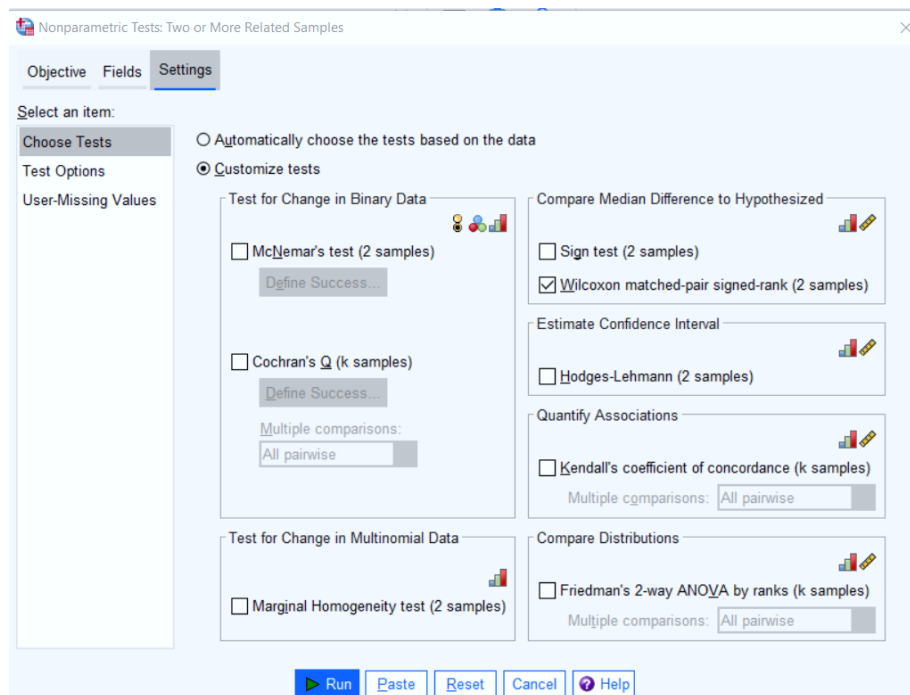 Nonparametric Tests: Two or More Related Samples
Objective Fields Settings
Select an item:
Choose Tests
Test Options
User-Missing Values
Automatically choose the tests based on the data
Customize tests
Test for Change in Binary Data
McNemar's test (2 samples)
Define Success...
Cochran's Q (k samples)
Define Success...
Multiple comparisons:
All pairwise
Test for Change in Multinomial Data
Marginal Homogeneity test (2 samples)
Compare Median Difference to Hypothesized
Sign test (2 samples)
Wilcoxon matched-pair signed-rank (2 samples)
Estimate Confidence Interval
Hodges-Lehmann (2 samples)
Quantify Associations
Kendall's coefficient of concordance (k samples)
Multiple comparisons: All pairwise
Compare Distributions
Friedman's 2-way ANOVA by ranks (k samples)
Multiple comparisons: All pairwise
Run Paste Reset Cancel Help